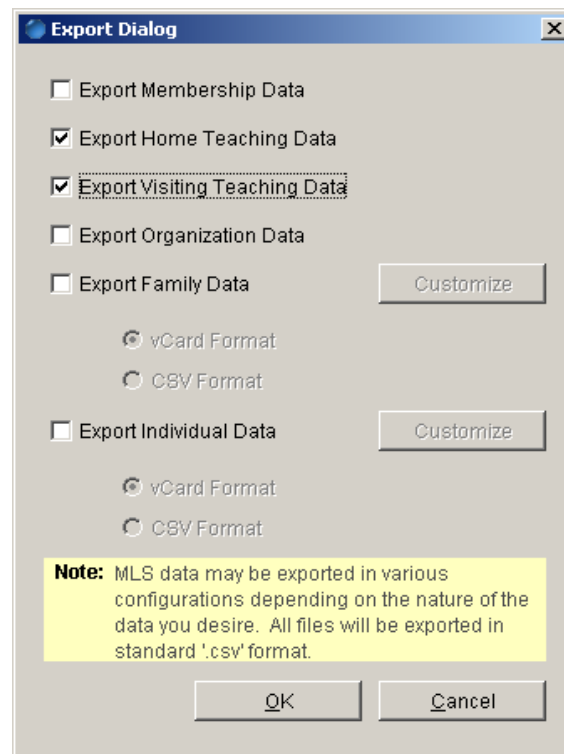 Export Dialog
Export Membership Data
Export Home Teaching Data
Export Visiting Teaching Data
Export Organization Data
Export Family Data Customize
vCard Format
CSV Format
Export Individual Data Customize
vCard Format
CSV Format
Note: MLS data may be exported in various
configurations depending on the nature of the
data you desire. All files will be exported in
standard '.csv' format.
OK Cancel